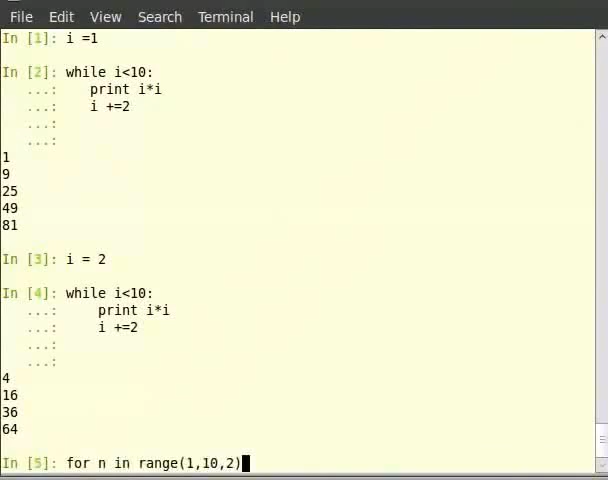 File Edit View Search Terminal Help
In [1]: i =1
In [2]: while i<10:
   ...:    print i*i
   ...:    i +=2
   ...:
   ...:
1
9
25
49
81
In [3]: i = 2
In [4]: while i<10:
   ...:     print i*i
   ...:     i +=2
   ...:
   ...:
4
16
36
64
In [5]: for n in range(1,10,2)